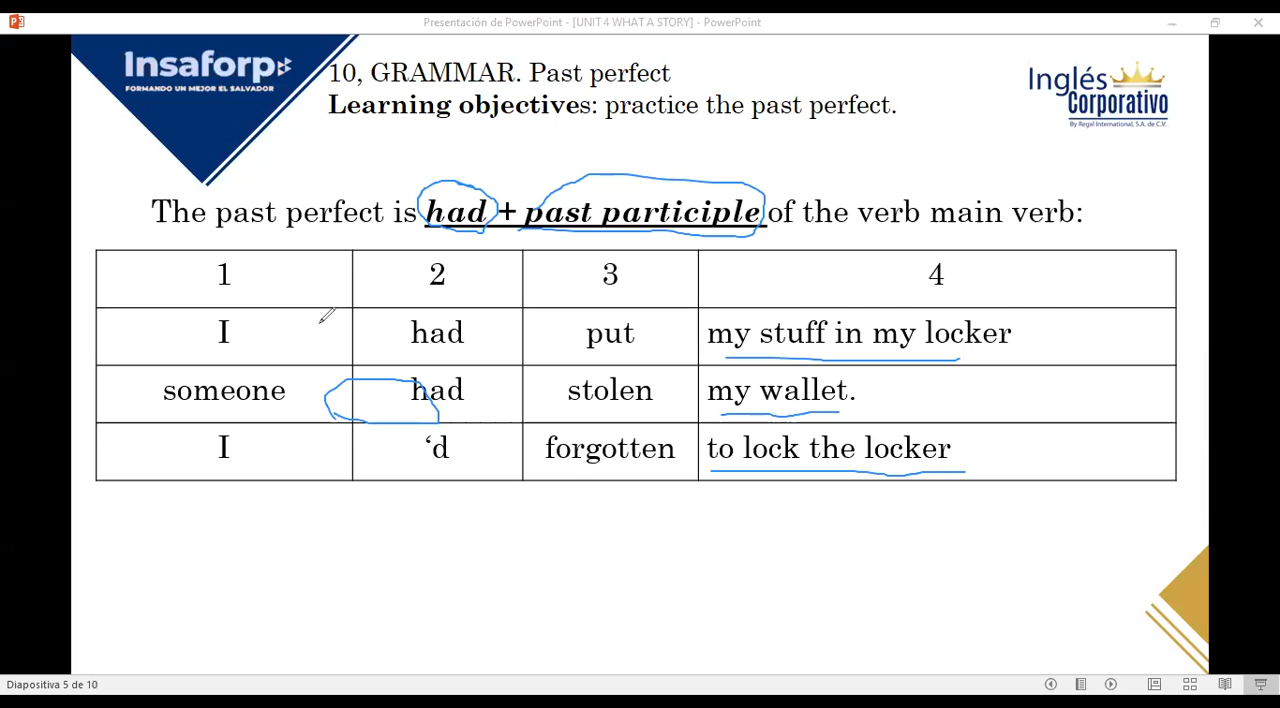 Presentación de PowerPoint - [UNIT 4 WHAT A STORY] - PowerPoint
Insaforp
FORMANDO UN MEJOR EL SALVADOR
10, GRAMMAR. Past perfect
Learning objectives: practice the past perfect.
Inglés
Corporativo
By Regal International, S.A. de C.V.
The past perfect is had + past participle of the verb main verb:
1 2 3 4
I had put my stuff in my locker
someone had stolen my wallet.
I ‘d forgotten to lock the locker
Diapositiva 5 de 10